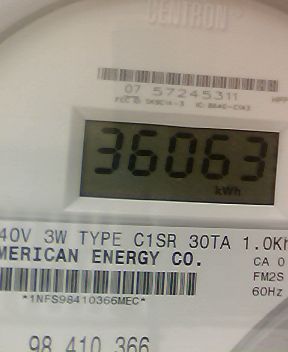 CENTRON
07 57245311
36063
kWh
40V 3W TYPE C1SR 30TA 1.0Kh
MERICAN ENERGY CO.
CA 0
FM2S
60Hz
*1NFS98410366MEC*
98 410 366